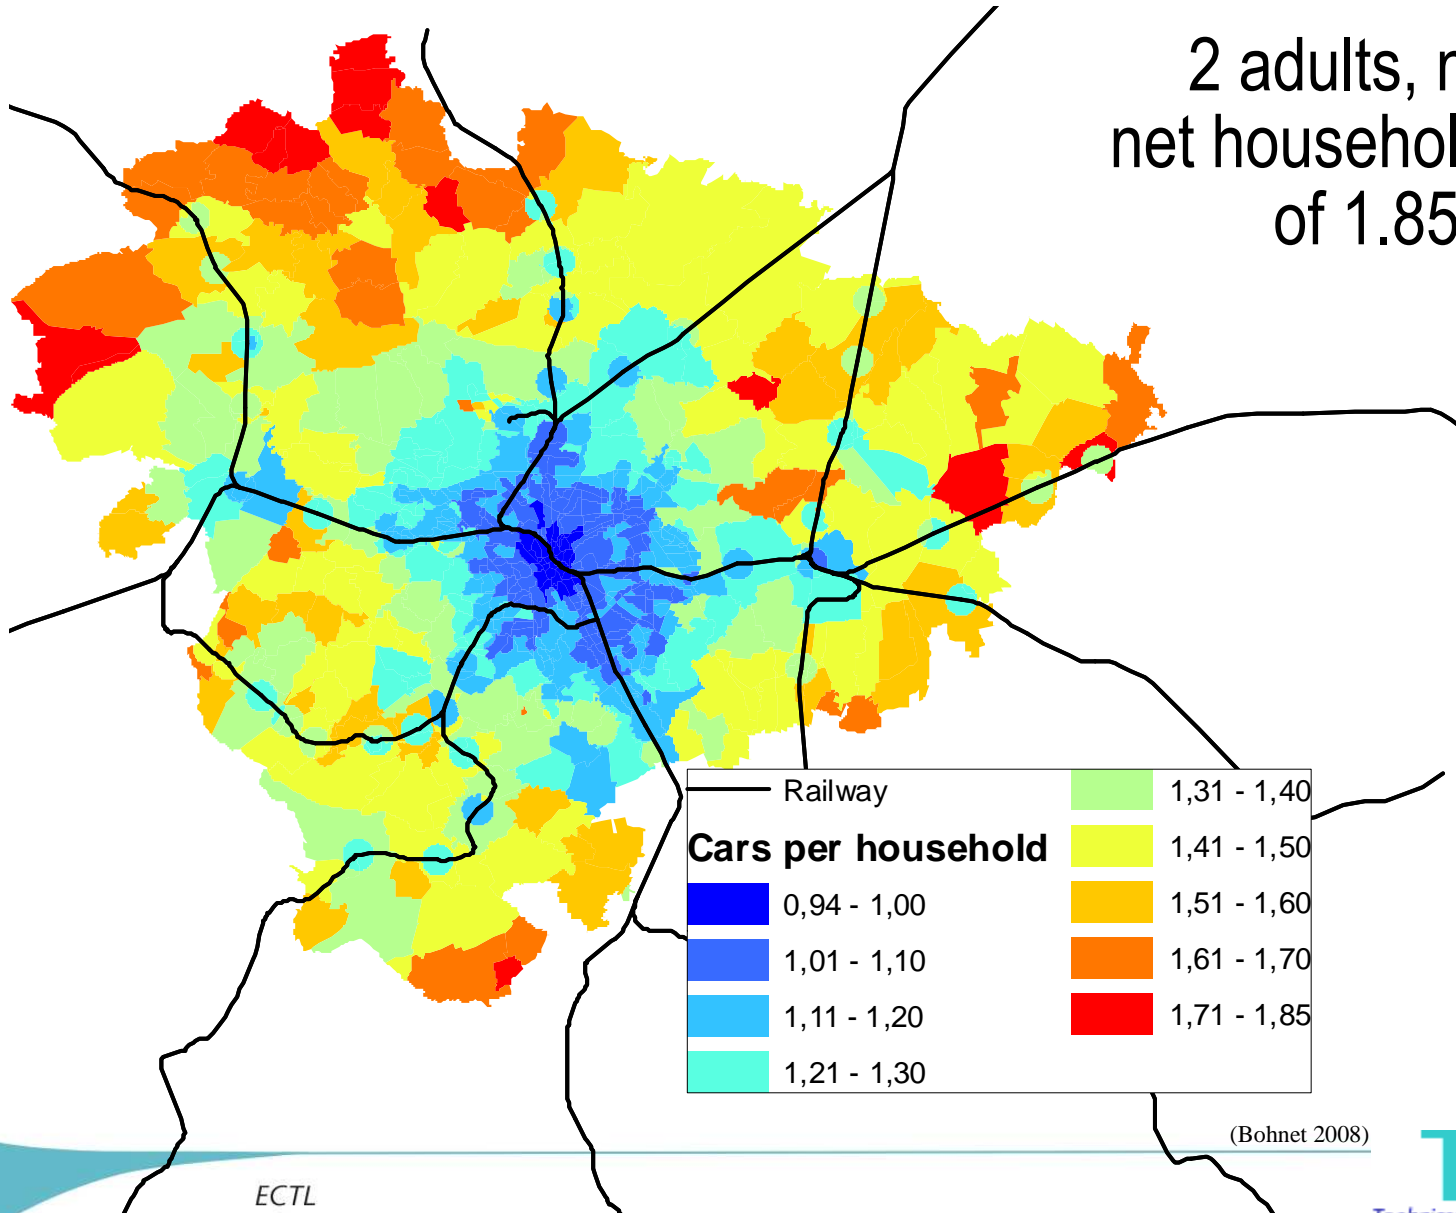 2 adults,
net
of 1.85
Railway
Cars per household
0,94 - 1,00
1,01 - 1,10
1,11 - 1,20
1,21 - 1,30
1,31 - 1,40
1,41 - 1,50
1,51 - 1,60
1,61 - 1,70
1,71 - 1,85
(Bohnet 2008)
ECTL